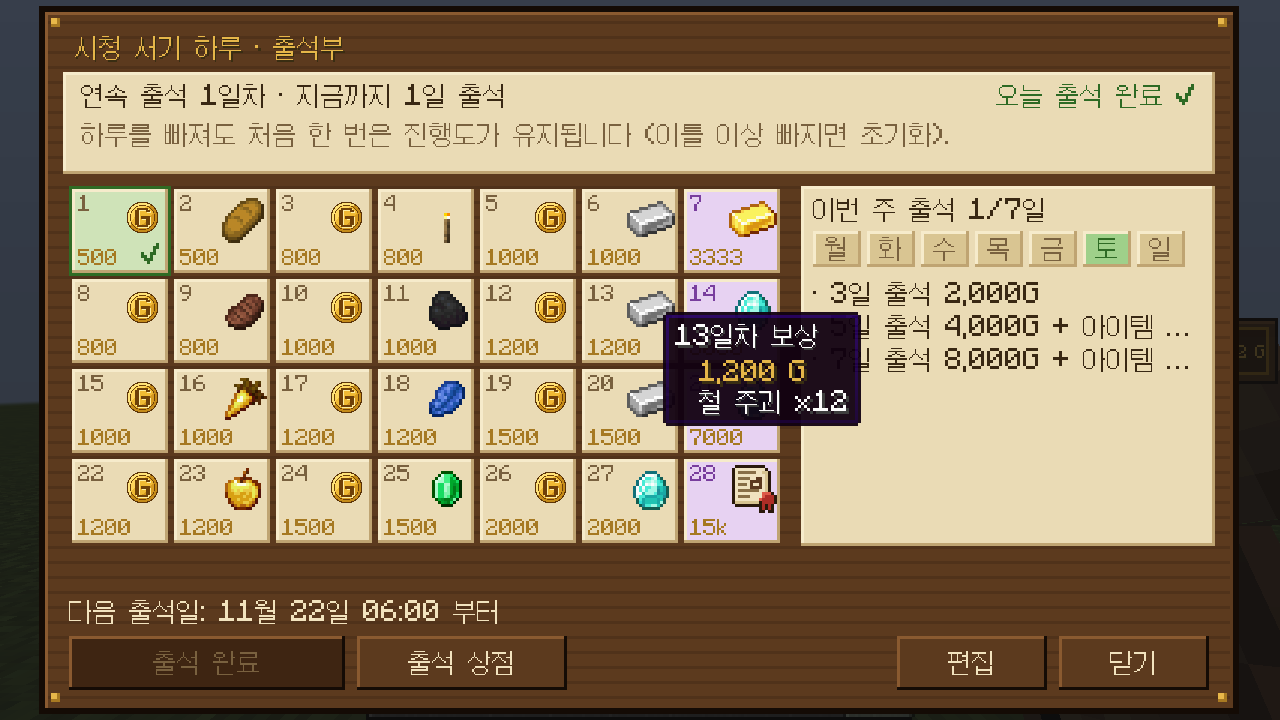 시청 서기 하루 · 출석부
연속 출석 1일차 · 지금까지 1일 출석
오늘 출석 완료 ✔
하루를 빠져도 처음 한 번은 진행도가 유지됩니다 (이틀 이상 빠지면 초기화).
1 G 500 ✔
2 500
3 G 800
4 800
5 G 1000
6 1000
7 3333
8 G 800
9 800
10 G 1000
11 1000
12 G 1200
13 1200
14
15 G 1000
16 1000
17 G 1200
18 1200
19 G 1500
20 1500
7000
22 G 1200
23 1200
24 G 1500
25 1500
26 G 2000
27 2000
28 15k
13일차 보상
1,200 G
철 주괴 x12
이번 주 출석 1/7일
월 화 수 목 금 토 일
· 3일 출석 2,000G
출석 4,000G + 아이템 ...
출석 8,000G + 아이템 ...
다음 출석일: 11월 22일 06:00 부터
출석 완료
출석 상점
편집
닫기